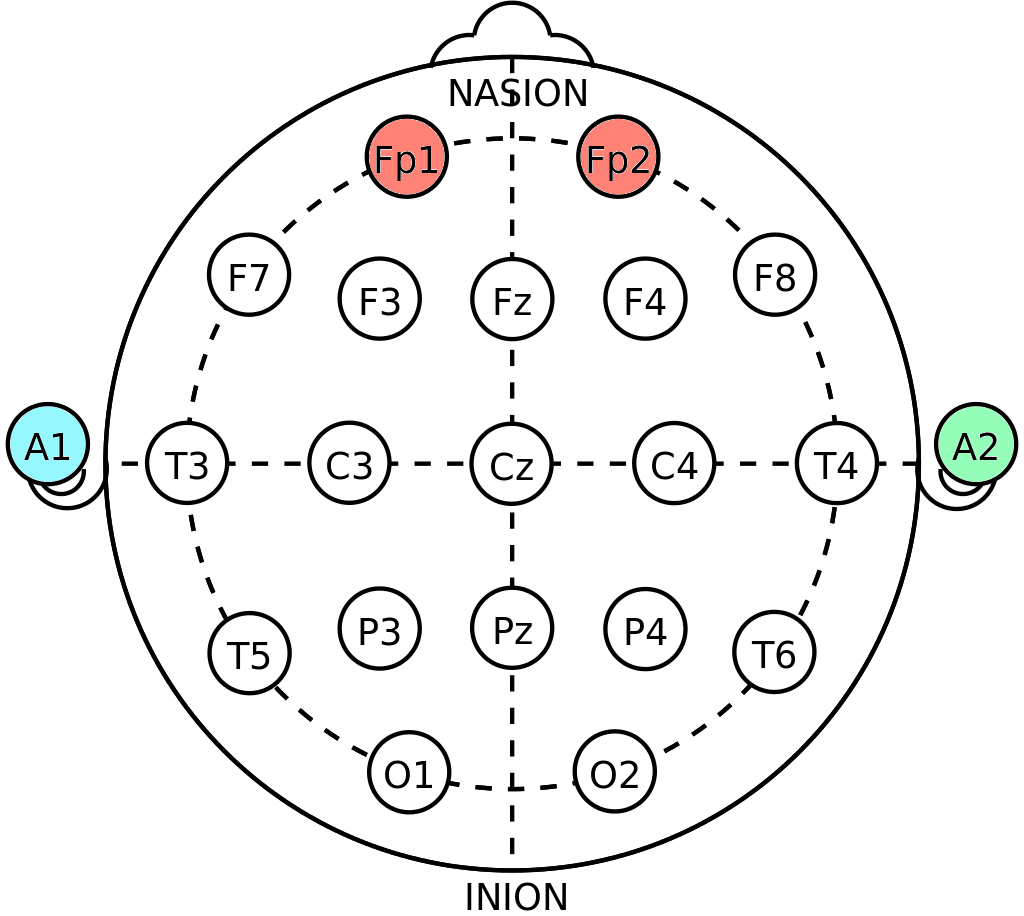 NASION
Fp1 Fp2
F7 F3 Fz F4 F8
A1 T3 C3 Cz C4 T4 A2
T5 P3 Pz P4 T6
O1 O2
INION